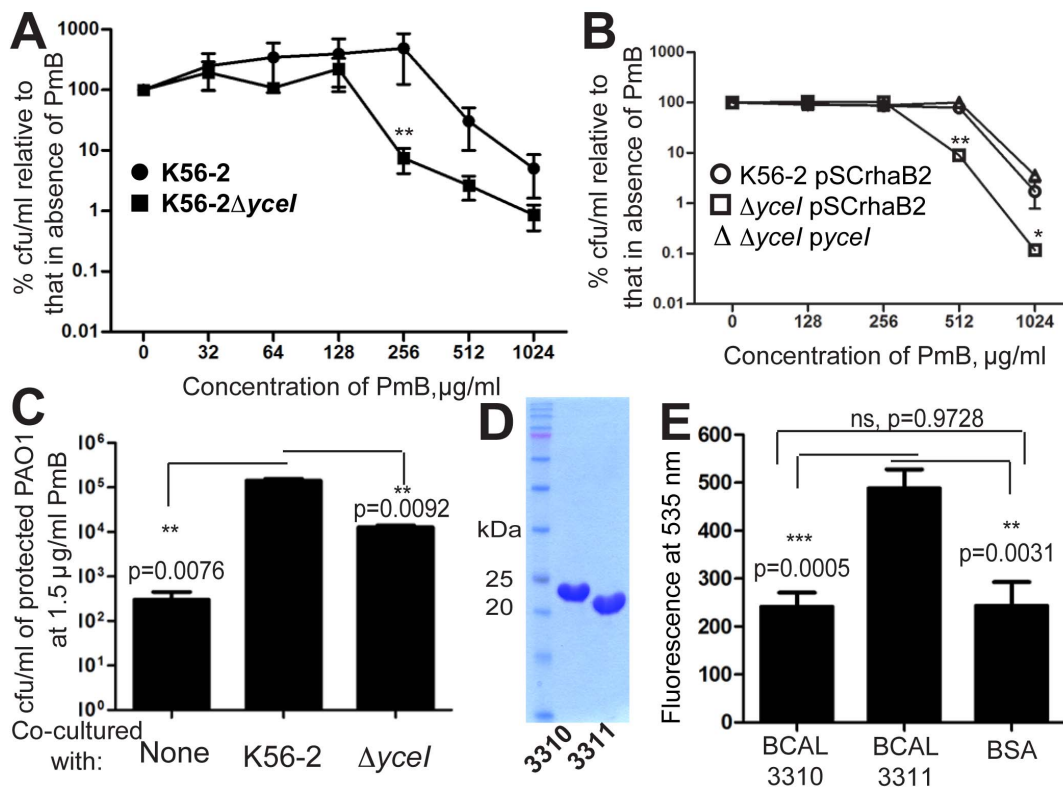 A
% cfu/ml relative to
that in absence of PmB
1000
100
10
1
0.1
0.01
**
K56-2
K56-2ΔyceI
0 32 64 128 256 512 1024
Concentration of PmB,µg/ml
B
% cfu/ml relative to
that in absence of PmB
1000
100
10
1
0.1
0.01
**
*
K56-2 pSCrhaB2
ΔyceI pSCrhaB2
ΔyceI pyceI
0 128 256 512 1024
Concentration of PmB, µg/ml
C
cfu/ml of protected PAO1
at 1.5 µg/ml PmB
10⁶
10⁵
10⁴
10³
10²
10¹
10⁰
**
p=0.0076
**
p=0.0092
Co-cultured
with:
None K56-2 ΔyceI
D
kDa
25
20
3310 3311
E
Fluorescence at 535 nm
600
500
400
300
200
100
0
ns, p=0.9728
***
p=0.0005
**
p=0.0031
BCAL
3310
BCAL
3311
BSA